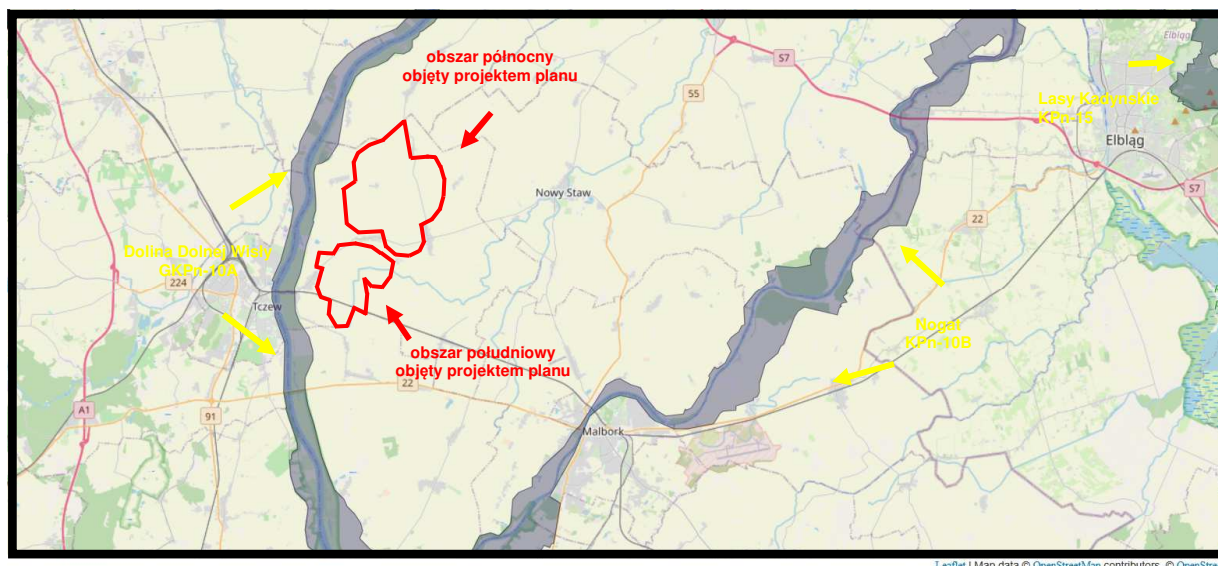 obszar północny
objęty projektem planu
S7
55
Elbląg
Lasy Kadyńskie
KPn-15
Elbląg
S7
Nowy Staw
22
Dolina Dolnej Wisły
GKPn-10A
224
Tczew
Nogat
KPn-10B
obszar południowy
objęty projektem planu
22
A1
91
Malbork
Leaflet | Map data © OpenStreetMap contributors, © OpenStre